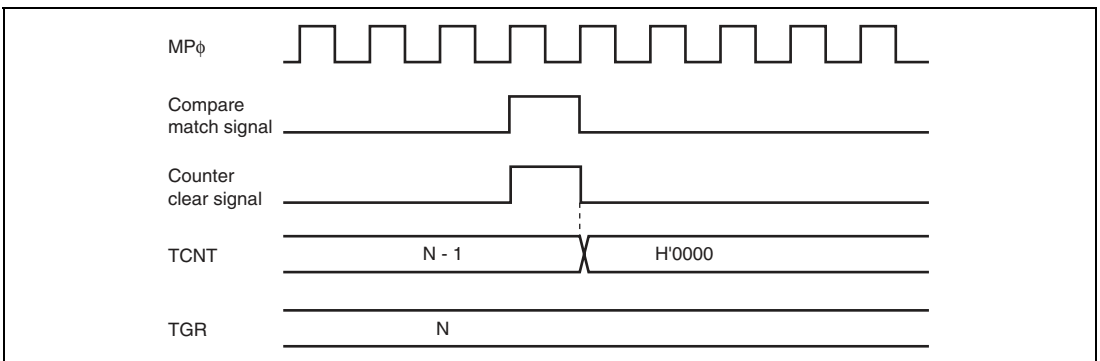 MPϕ
Compare
match signal
Counter
clear signal
TCNT
N - 1
H'0000
TGR
N